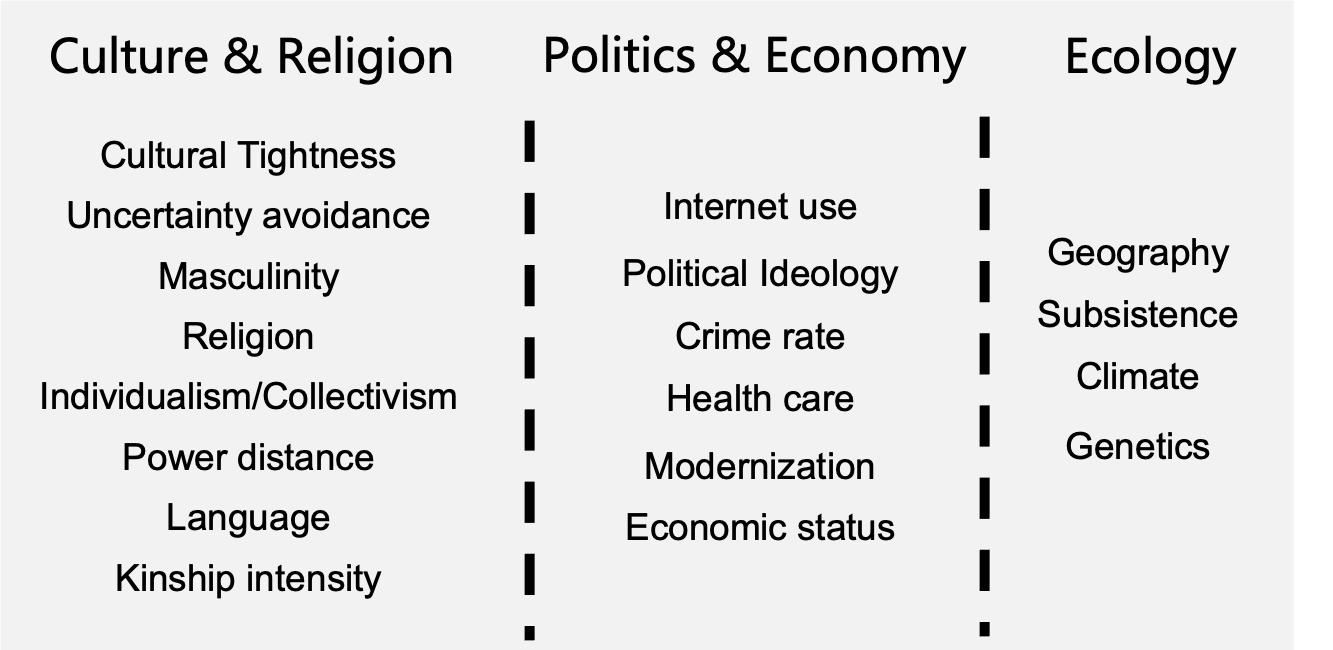 Culture & Religion
Cultural Tightness
Uncertainty avoidance
Masculinity
Religion
Individualism/Collectivism
Power distance
Language
Kinship intensity
Politics & Economy
Internet use
Political Ideology
Crime rate
Health care
Modernization
Economic status
Ecology
Geography
Subsistence
Climate
Genetics